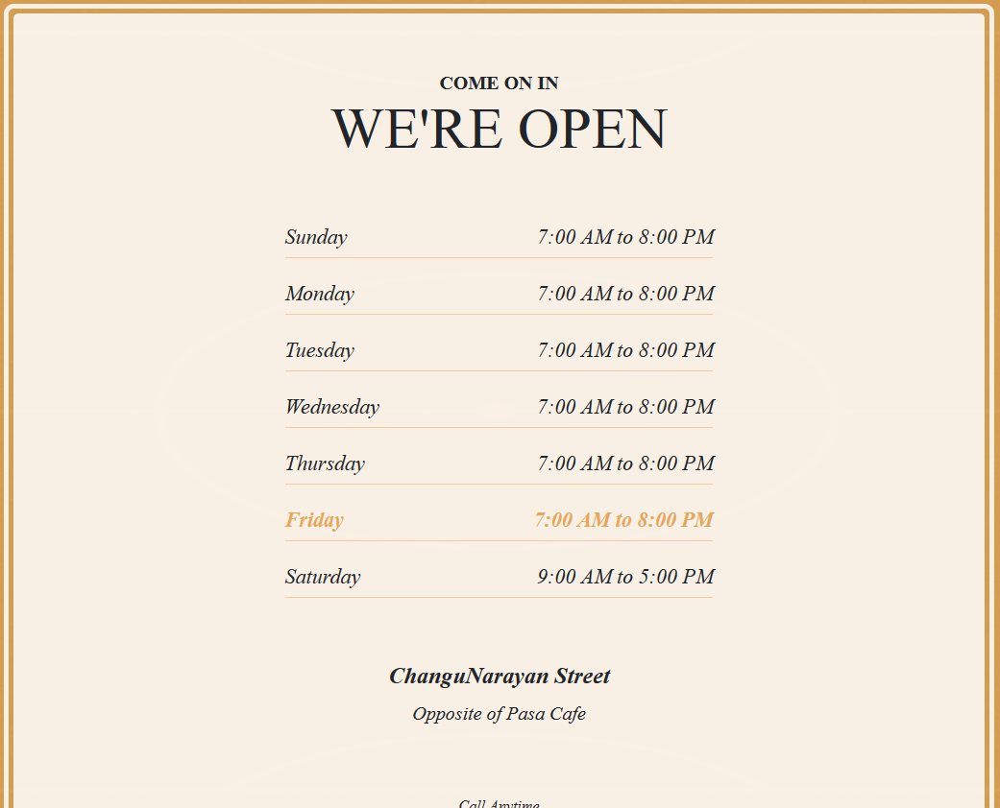 COME ON IN
WE'RE OPEN
Sunday 7:00 AM to 8:00 PM
Monday 7:00 AM to 8:00 PM
Tuesday 7:00 AM to 8:00 PM
Wednesday 7:00 AM to 8:00 PM
Thursday 7:00 AM to 8:00 PM
Friday 7:00 AM to 8:00 PM
Saturday 9:00 AM to 5:00 PM
ChanguNarayan Street
Opposite of Pasa Cafe
Call Anytime